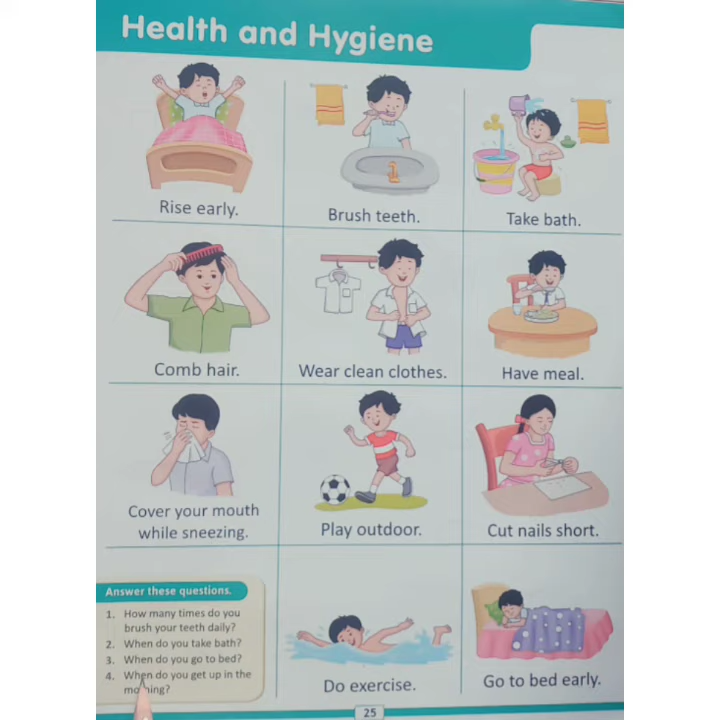 Health and Hygiene
Rise early.
Brush teeth.
Take bath.
Comb hair.
Wear clean clothes.
Have meal.
Cover your mouth
while sneezing.
Play outdoor.
Cut nails short.
Answer these questions.
1. How many times do you
brush your teeth daily?
2. When do you take bath?
3. When do you go to bed?
4. When do you get up in the
morning?
Do exercise.
Go to bed early.
25